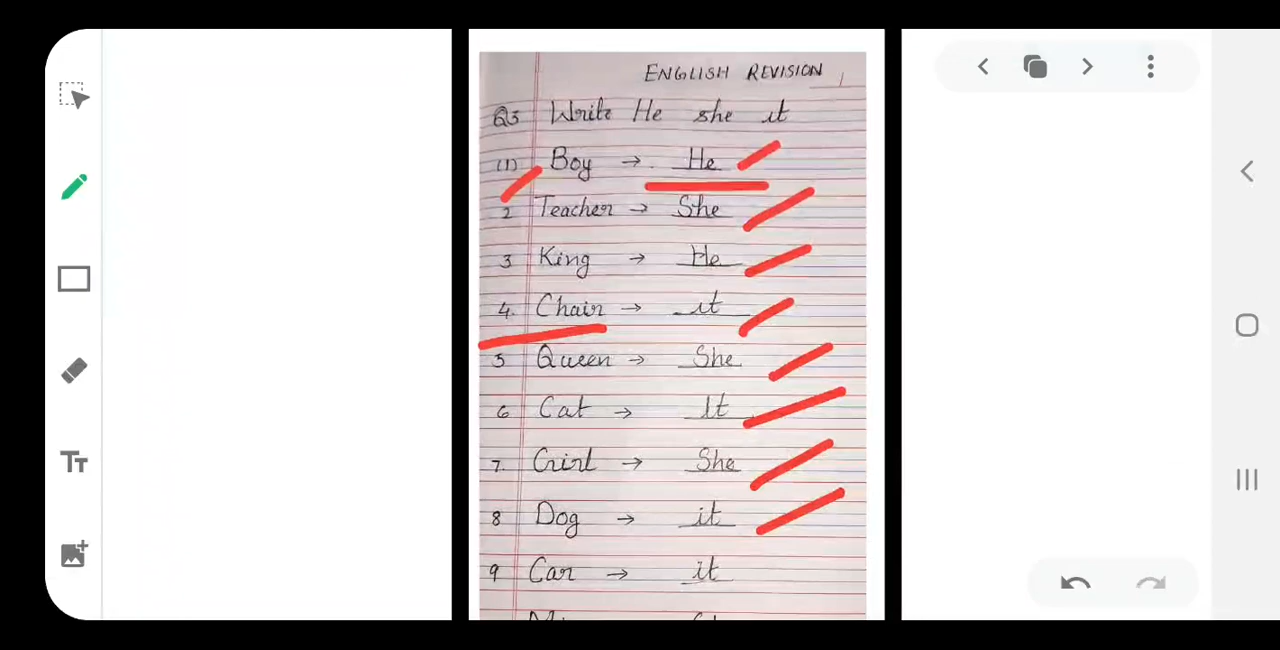 ENGLISH REVISION
Q3 Write He she it
(1) Boy → He
2 Teacher → She
3 King → He
4. Chair → it
5 Queen → She
6 Cat → It
7. Girl → She
8 Dog → it
9 Car → it